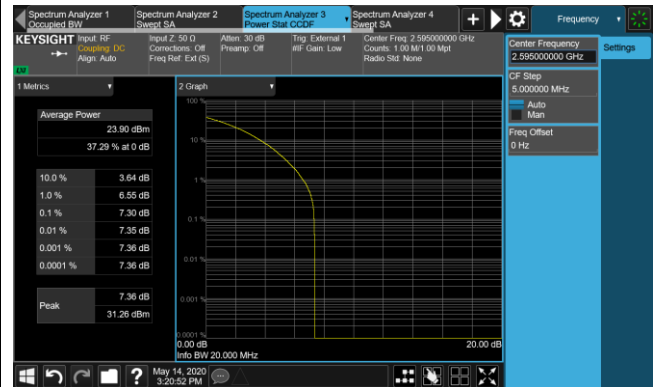 Spectrum Analyzer 1
Occupied BW
Spectrum Analyzer 2
Swept SA
Spectrum Analyzer 3
Power Stat CCDF
Spectrum Analyzer 4
Swept SA
+
Frequency
KEYSIGHT
Input: RF
Coupling: DC
Align: Auto
Input Z: 50 Ω
Corrections: Off
Freq Ref: Ext (S)
Atten: 30 dB
Preamp: Off
Trig: External 1
#IF Gain: Low
Center Freq: 2.595000000 GHz
Counts: 1.00 M/1.00 Mpt
Radio Std: None
LXI
Center Frequency
2.595000000 GHz
Settings
CF Step
5.000000 MHz
Auto
Man
Freq Offset
0 Hz
1 Metrics
Average Power
23.90 dBm
37.29 % at 0 dB
10.0 % 3.64 dB
1.0 % 6.55 dB
0.1 % 7.30 dB
0.01 % 7.35 dB
0.001 % 7.36 dB
0.0001 % 7.36 dB
Peak
7.36 dB
31.26 dBm
2 Graph
100 %
10 %
1 %
0.1 %
0.01 %
0.001 %
0.0001 %
0.00 dB
20.00 dB
Info BW 20.000 MHz
?
May 14, 2020
3:20:52 PM